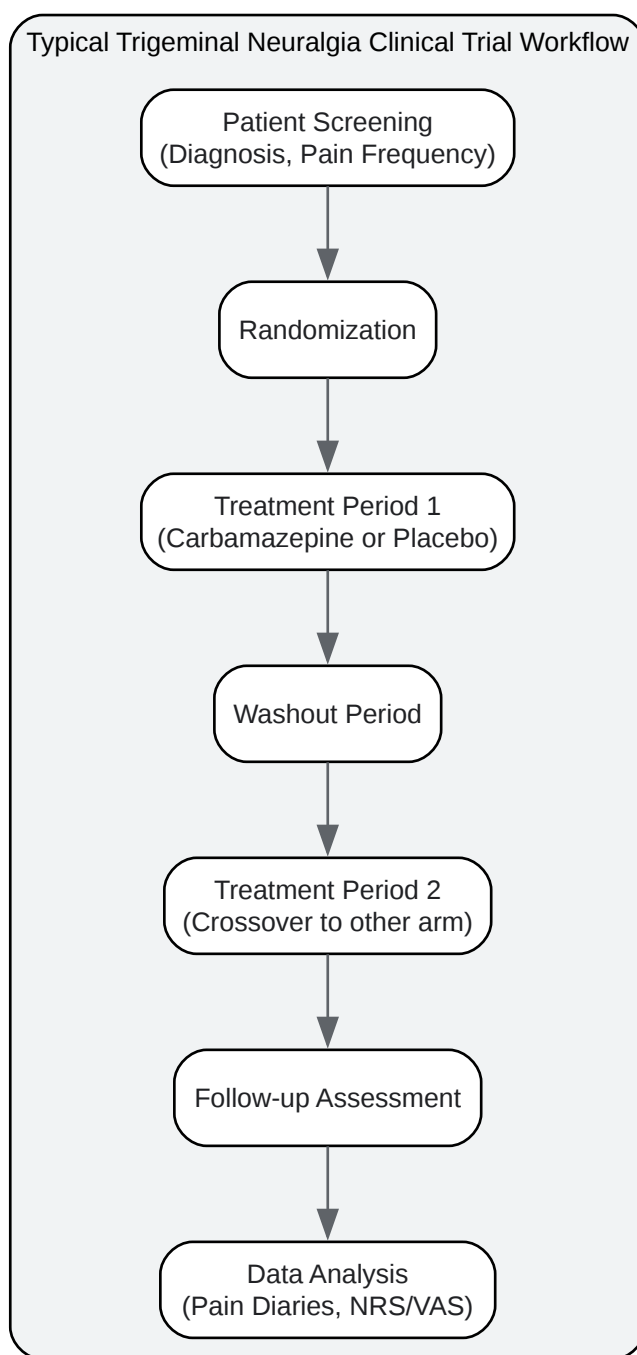 Typical Trigeminal Neuralgia Clinical Trial Workflow
Patient Screening
(Diagnosis, Pain Frequency)
Randomization
Treatment Period 1
(Carbamazepine or Placebo)
Washout Period
Treatment Period 2
(Crossover to other arm)
Follow-up Assessment
Data Analysis
(Pain Diaries, NRS/VAS)